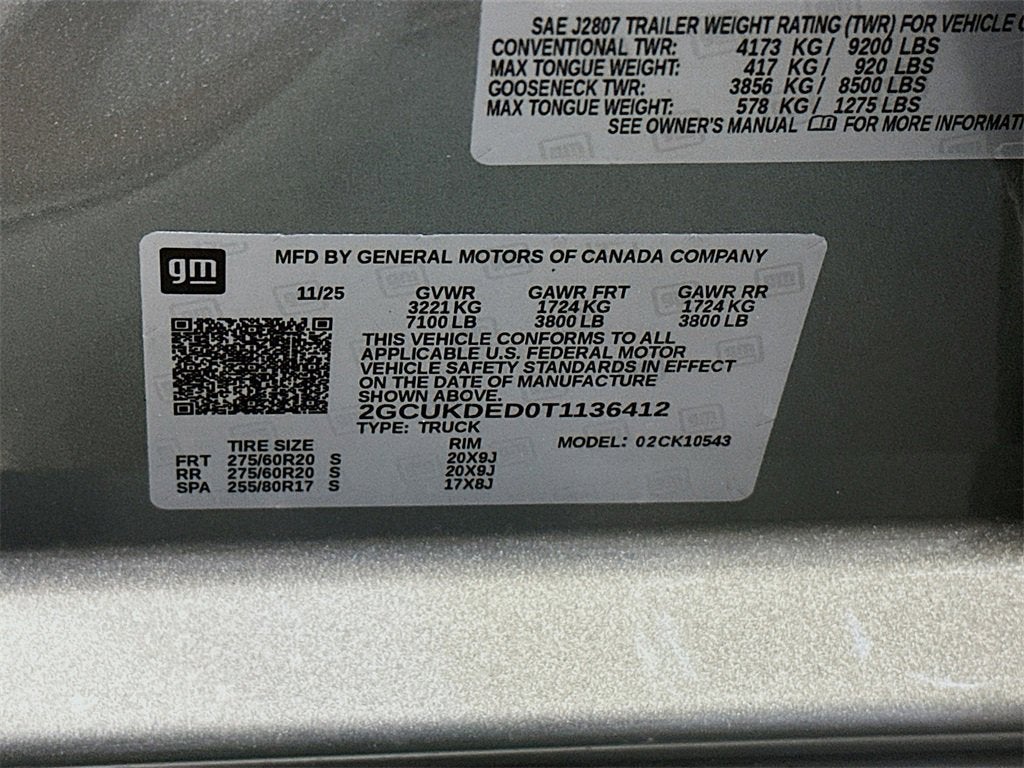 SAE J2807 TRAILER WEIGHT RATING (TWR) FOR VEHICLE
CONVENTIONAL TWR: 4173 KG/ 9200 LBS
MAX TONGUE WEIGHT: 417 KG/ 920 LBS
GOOSENECK TWR: 3856 KG/ 8500 LBS
MAX TONGUE WEIGHT: 578 KG/ 1275 LBS
SEE OWNER'S MANUAL FOR MORE INFORMATI
gm
MFD BY GENERAL MOTORS OF CANADA COMPANY
11/25 GVWR GAWR FRT GAWR RR
3221 KG 1724 KG 1724 KG
7100 LB 3800 LB 3800 LB
THIS VEHICLE CONFORMS TO ALL
APPLICABLE U.S. FEDERAL MOTOR
VEHICLE SAFETY STANDARDS IN EFFECT
ON THE DATE OF MANUFACTURE
SHOWN ABOVE.
2GCUKDED0T1136412
TYPE: TRUCK
TIRE SIZE RIM MODEL: 02CK10543
FRT 275/60R20 S 20X9J
RR 275/60R20 S 20X9J
SPA 255/80R17 S 17X8J